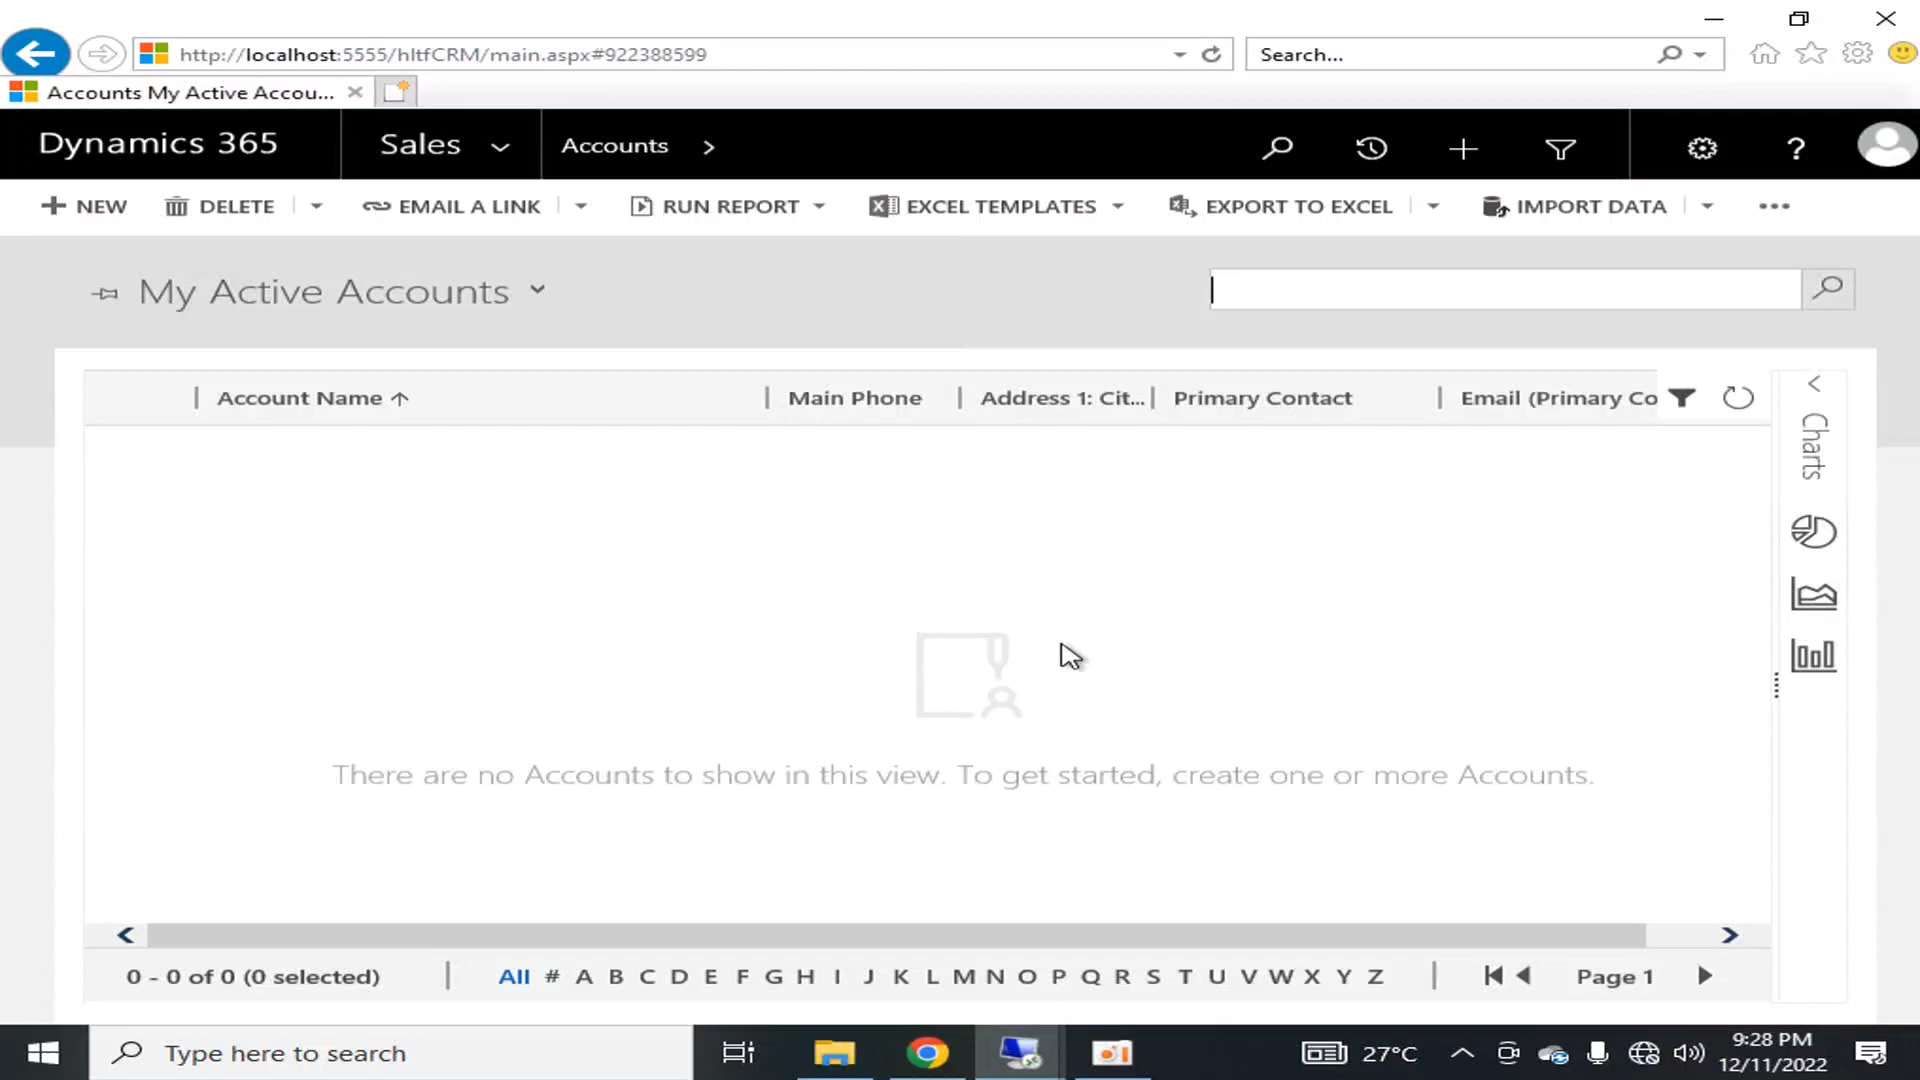 http://localhost:5555/hltfCRM/main.aspx#922388599
Search...
Accounts My Active Accou...
Dynamics 365
Sales
Accounts
?
NEW
DELETE
EMAIL A LINK
RUN REPORT
EXCEL TEMPLATES
EXPORT TO EXCEL
IMPORT DATA
My Active Accounts
Account Name
Main Phone
Address 1: Cit...
Primary Contact
Email (Primary Co
Charts
There are no Accounts to show in this view. To get started, create one or more Accounts.
0 - 0 of 0 (0 selected)
All # A B C D E F G H I J K L M N O P Q R S T U V W X Y Z
Page 1
Type here to search
27°C
9:28 PM
12/11/2022